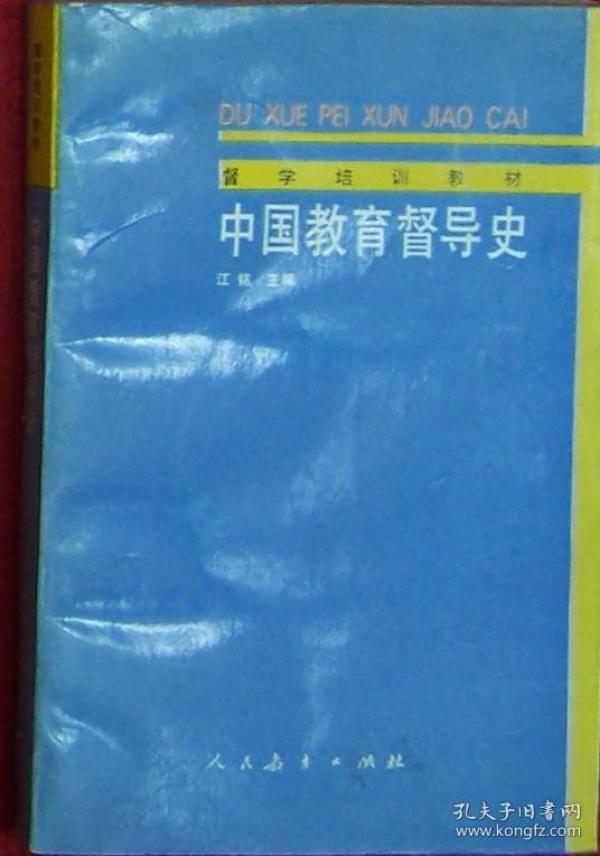 DU XUE PEI XUN JIAO CAI
督学培训教材
中国教育督导史
江铭 主编
人民教育出版社
孔夫子旧书网
www.kongfz.com